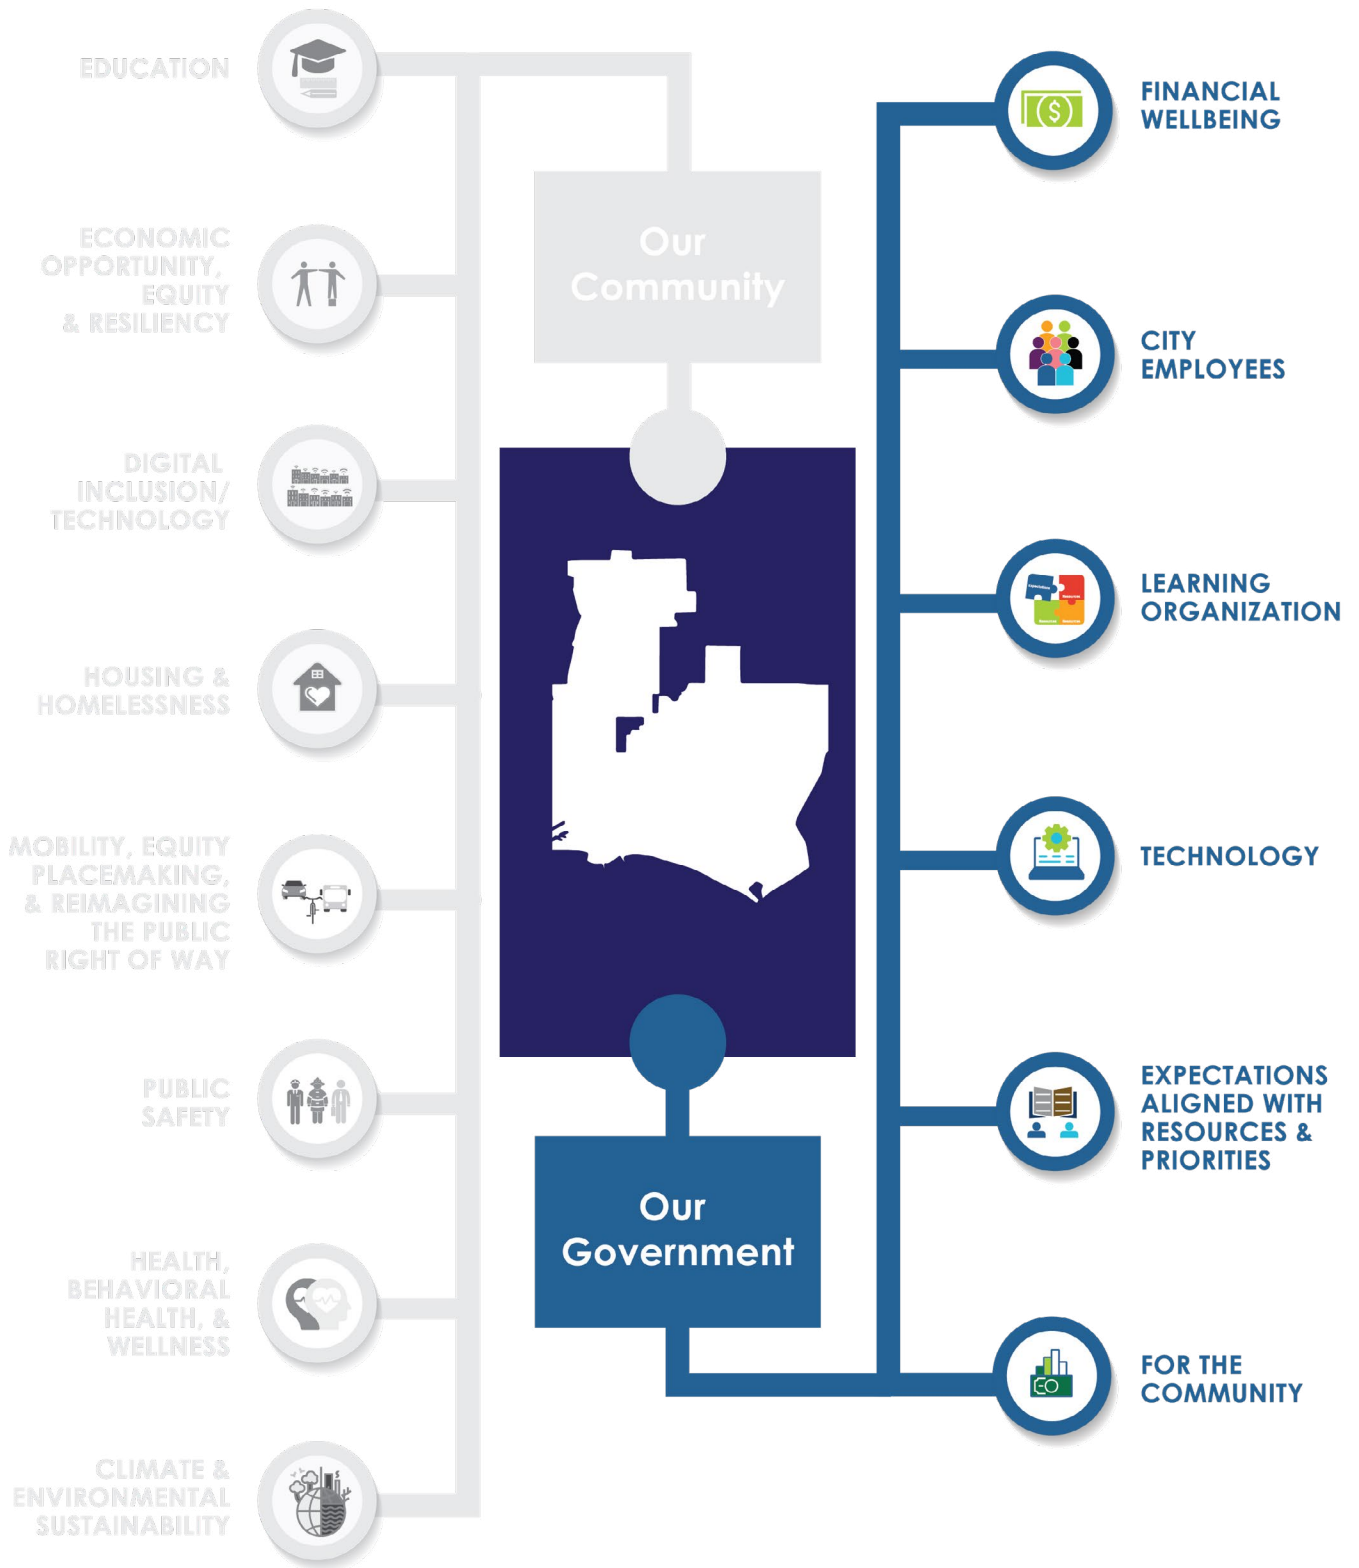 EDUCATION
ECONOMIC
OPPORTUNITY,
EQUITY
& RESILIENCY
DIGITAL
INCLUSION/
TECHNOLOGY
HOUSING &
HOMELESSNESS
MOBILITY, EQUITY
PLACEMAKING,
& REIMAGINING
THE PUBLIC
RIGHT OF WAY
PUBLIC
SAFETY
HEALTH,
BEHAVIORAL
HEALTH, &
WELLNESS
CLIMATE &
ENVIRONMENTAL
SUSTAINABILITY
Our
Community
Our
Government
FINANCIAL
WELLBEING
$
CITY
EMPLOYEES
LEARNING
ORGANIZATION
TECHNOLOGY
EXPECTATIONS
ALIGNED WITH
RESOURCES &
PRIORITIES
FOR THE
COMMUNITY